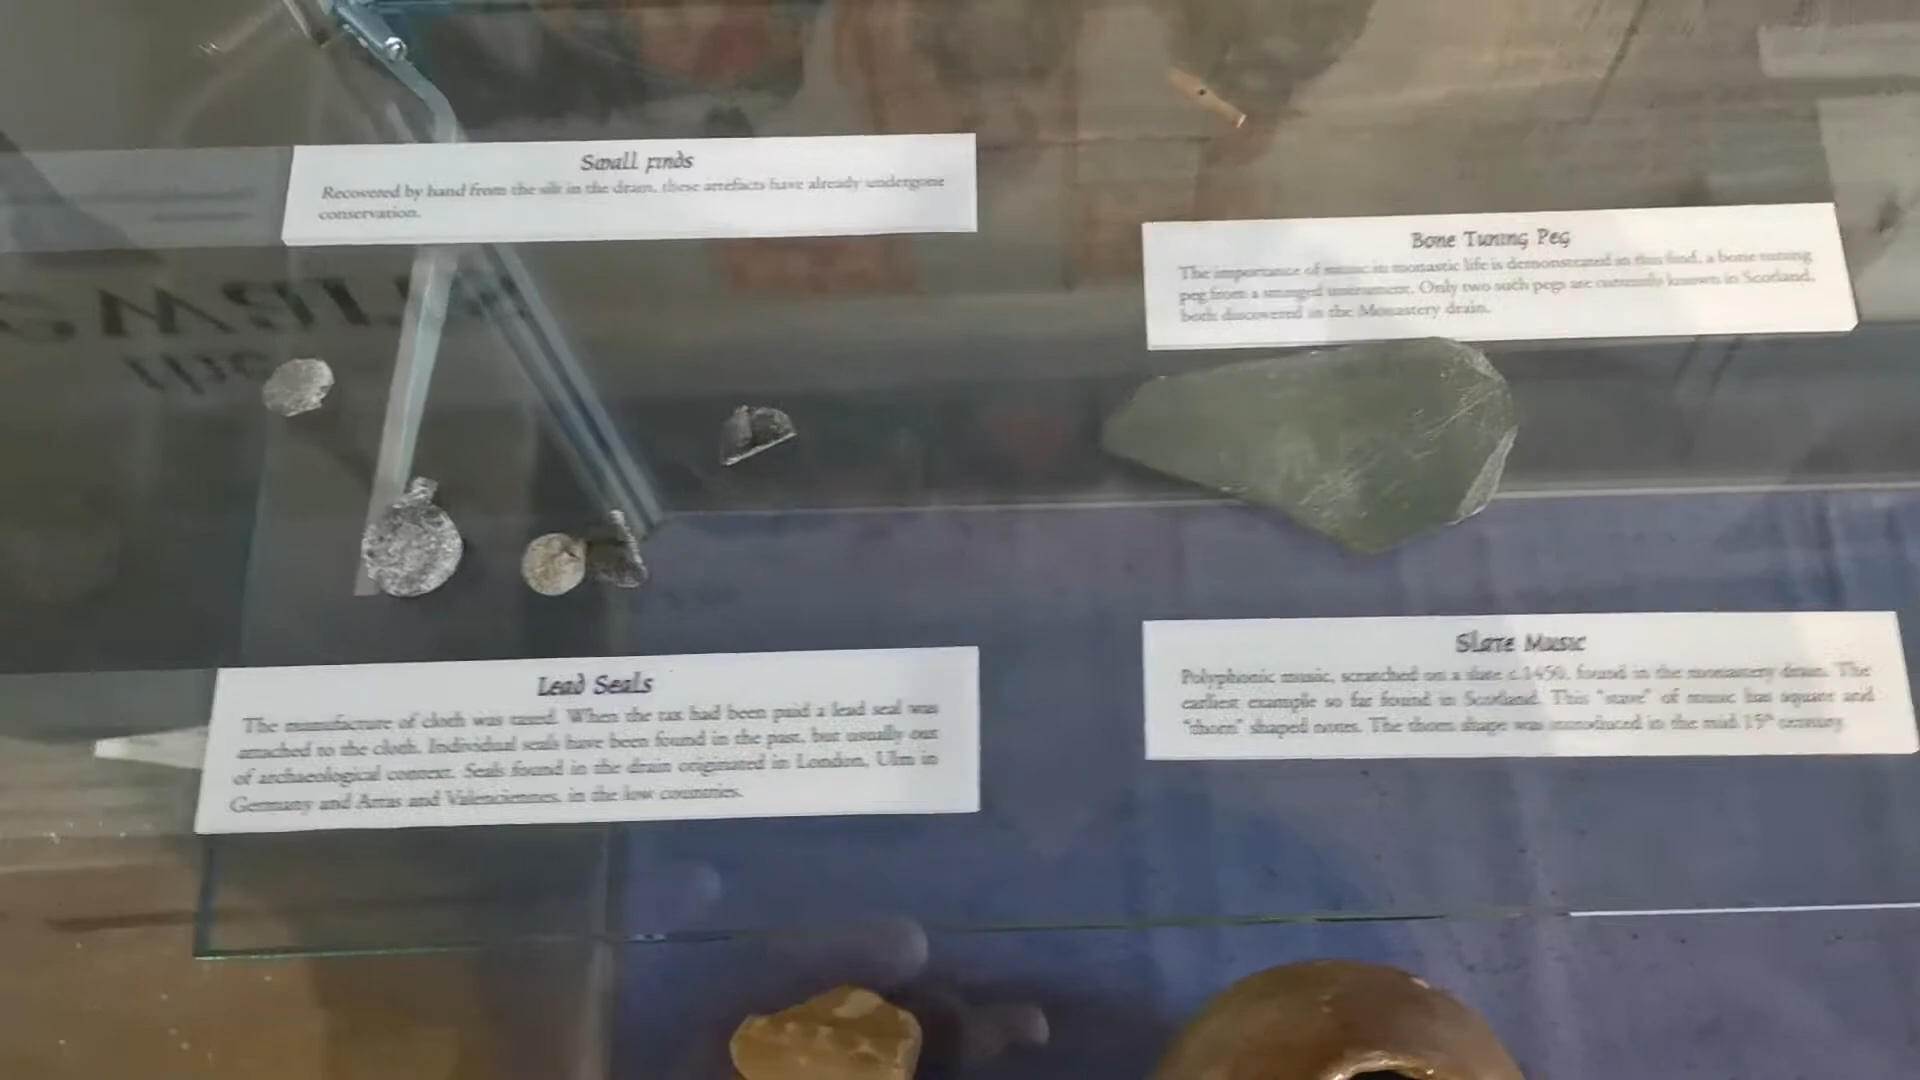 Small finds
Recovered by hand from the silt in the drain, these artefacts have already undergone
conservation.
Bone Tuning Peg
The importance of music in monastic life is demonstrated in this find, a bone tuning
peg from a stringed instrument. Only two such pegs are currently known in Scotland,
both discovered in the Monastery drain.
Lead Seals
The manufacture of cloth was taxed. When the tax had been paid a lead seal was
attached to the cloth. Individual seals have been found in the past, but usually out
of archaeological context. Seals found in the drain originated in London, Ulm in
Germany and Arras and Valenciennes, in the low countries.
Slate Music
Polyphonic music, scratched on a slate c.1450, found in the monastery drain. The
earliest example so far found in Scotland. This "stave" of music has square and
"thorn" shaped notes. The thorn shape was introduced in the mid 15th century